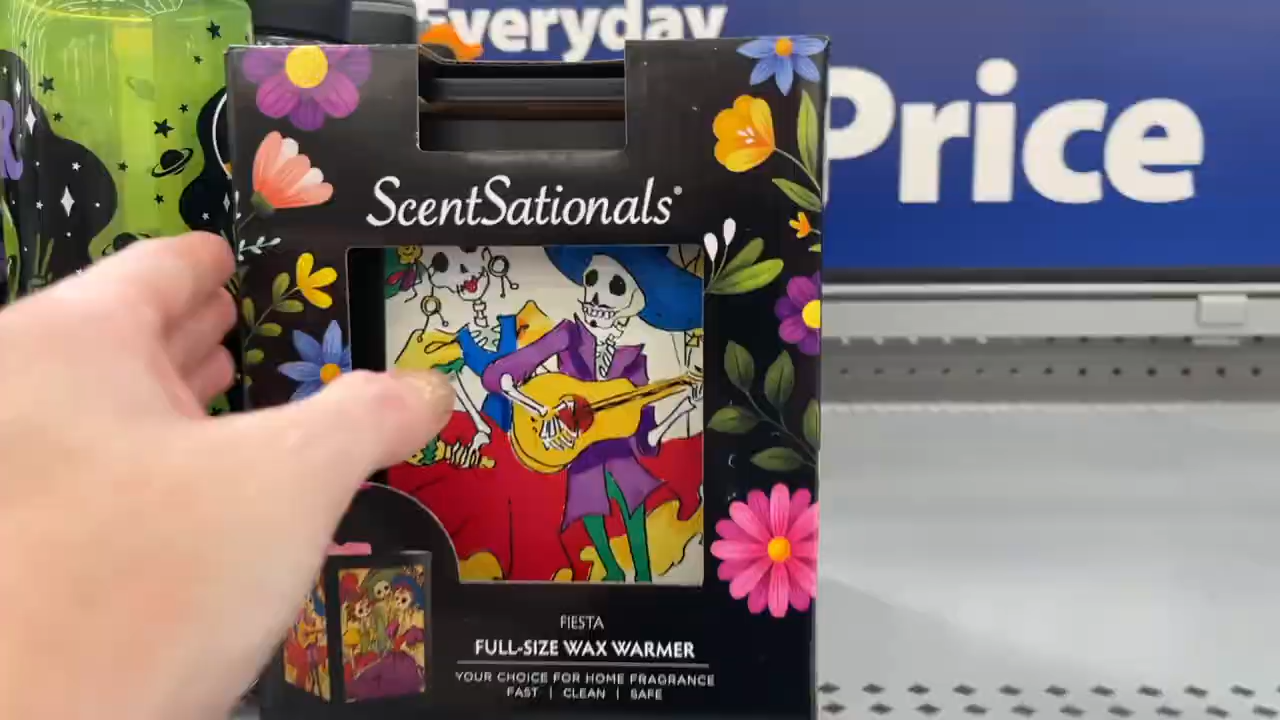 Everyday
Price
ScentSationals®
FIESTA
FULL-SIZE WAX WARMER
YOUR CHOICE FOR HOME FRAGRANCE
FAST | CLEAN | SAFE